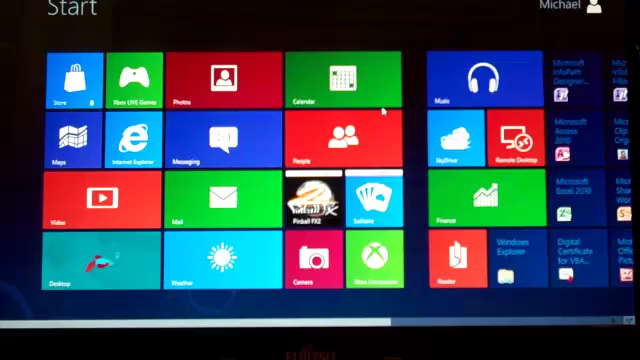 Start
Michael
Store 8
Xbox LIVE Games
Photos
Calendar
Music
Microsoft
InfoPath
Designer...
Maps
Internet Explorer
Messaging
People
SkyDrive
Remote Desktop
Microsoft
Access
2010
Video
Mail
Pinball FX2
Solitaire
Finance
Microsoft
Excel 2010
Desktop
Weather
Camera
Xbox Companion
Reader
Windows
Explorer
Digital
Certificate
for VBA...
FUJITSU